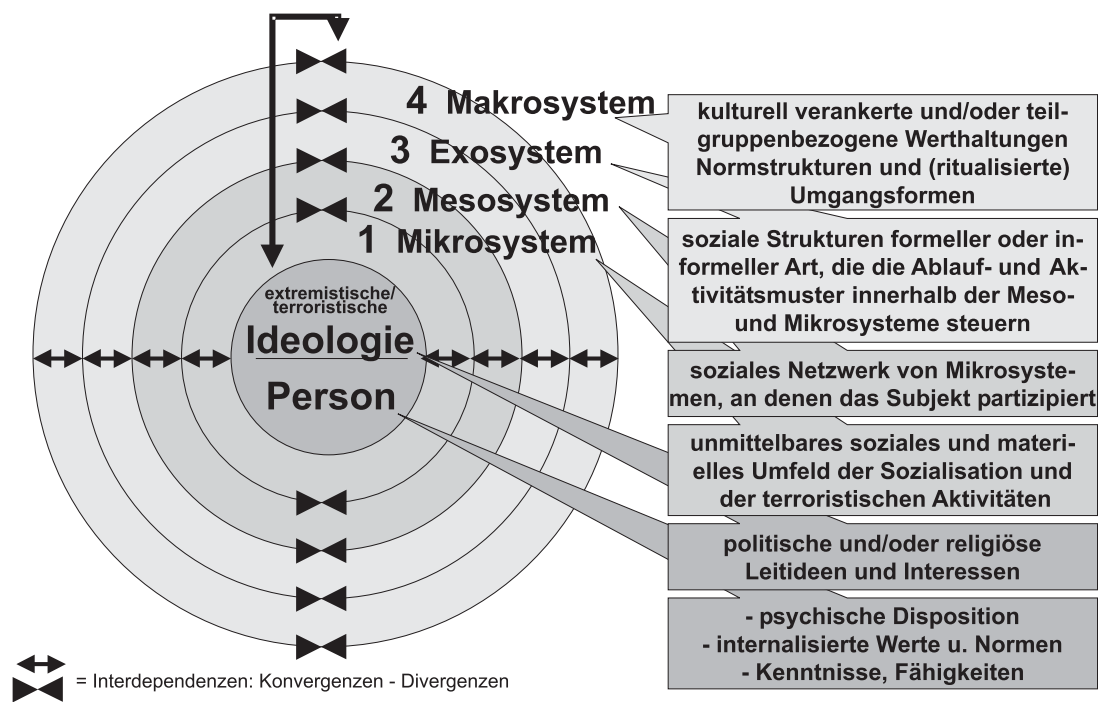 4 Makrosystem
3 Exosystem
2 Mesosystem
1 Mikrosystem
extremistische/
terroristische
Ideologie
Person
kulturell verankerte und/oder teil-
gruppenbezogene Werthaltungen
Normstrukturen und (ritualisierte)
Umgangsformen
soziale Strukturen formeller oder in-
formeller Art, die die Ablauf- und Ak-
tivitätsmuster innerhalb der Meso-
und Mikrosysteme steuern
soziales Netzwerk von Mikrosyste-
men, an denen das Subjekt partizipiert
unmittelbares soziales und materi-
elles Umfeld der Sozialisation und
der terroristischen Aktivitäten
politische und/oder religiöse
Leitideen und Interessen
- psychische Disposition
- internalisierte Werte u. Normen
- Kenntnisse, Fähigkeiten
= Interdependenzen: Konvergenzen - Divergenzen